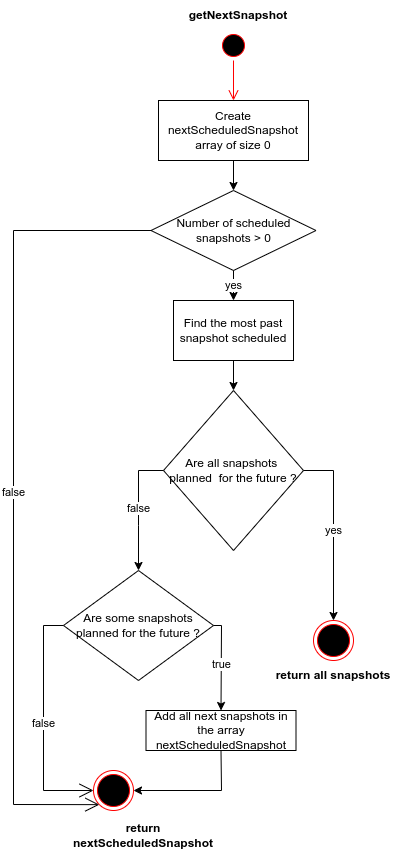 getNextSnapshot
Create
nextScheduledSnapshot
array of size 0
Number of scheduled
snapshots > 0
yes
Find the most past
snapshot scheduled
Are all snapshots
planned for the future ?
false
false
yes
Are some snapshots
planned for the future ?
true
return all snapshots
false
Add all next snapshots in
the array
nextScheduledSnapshot
return
nextScheduledSnapshot